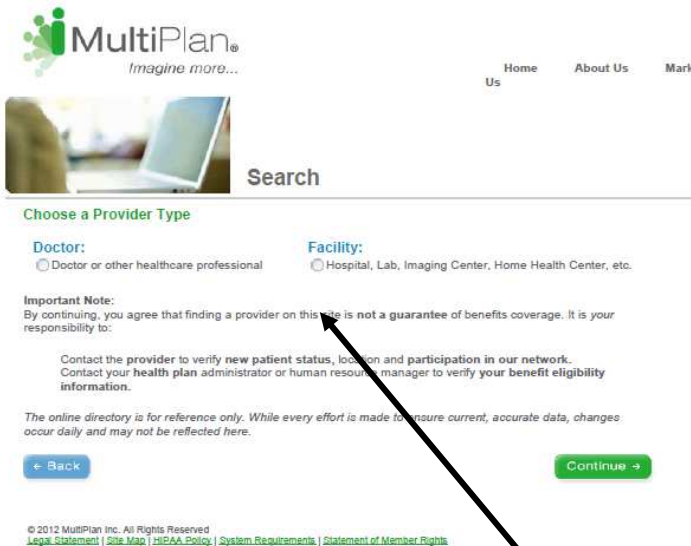 MultiPlan®
Imagine more...
Home About Us Mark
Us
Search
Choose a Provider Type
Doctor: Facility:
Doctor or other healthcare professional Hospital, Lab, Imaging Center, Home Health Center, etc.
Important Note:
By continuing, you agree that finding a provider on this site is not a guarantee of benefits coverage. It is your
responsibility to:
Contact the provider to verify new patient status, location and participation in our network.
Contact your health plan administrator or human resource manager to verify your benefit eligibility
information.
The online directory is for reference only. While every effort is made to ensure current, accurate data, changes
occur daily and may not be reflected here.
← Back Continue →
© 2012 MultiPlan Inc. All Rights Reserved
Legal Statement | Site Map | HIPAA Policy | System Requirements | Statement of Member Rights